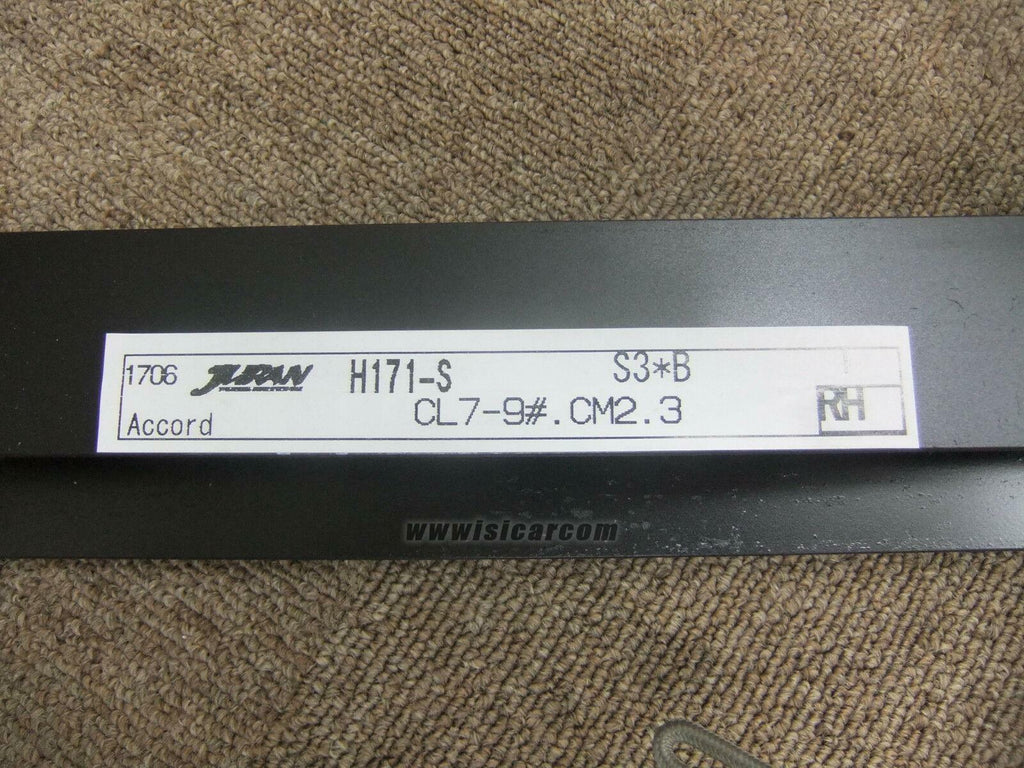 1706 JURAN H171-S S3*B
Accord CL7-9#.CM2.3 RH
wwwisicarcom